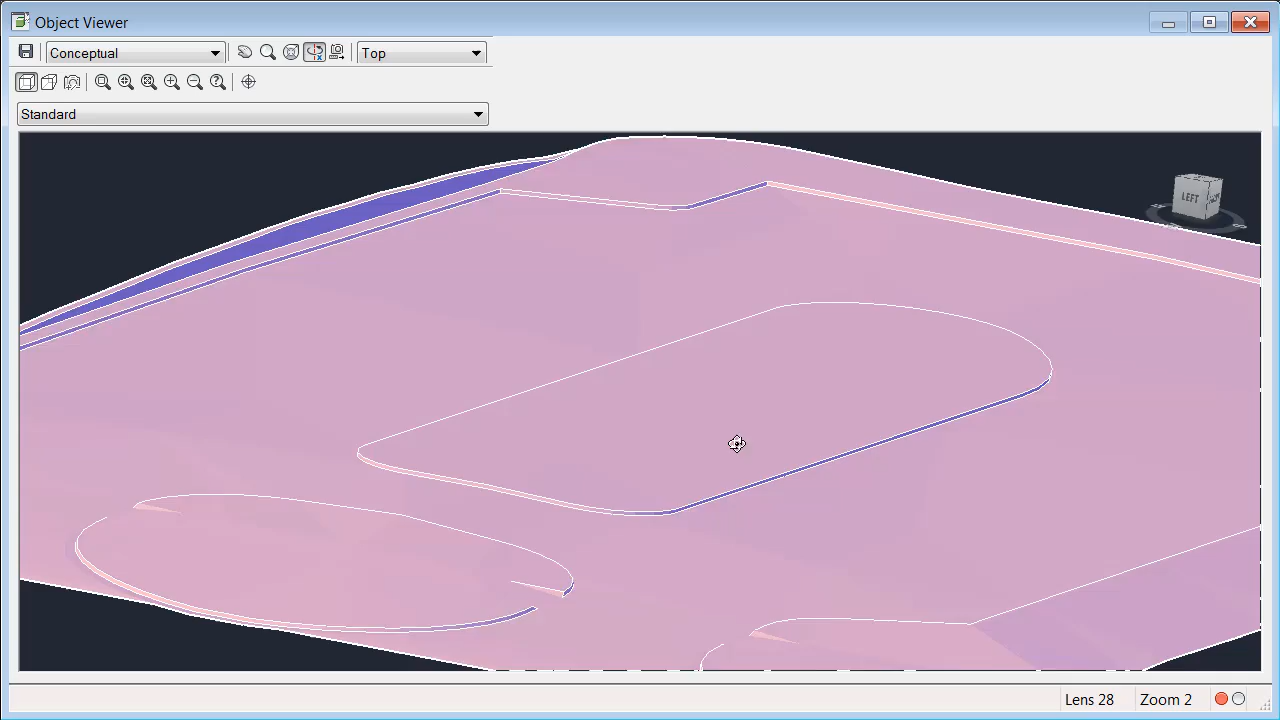 Object Viewer
Conceptual
Top
Standard
LEFT
Lens 28
Zoom 2